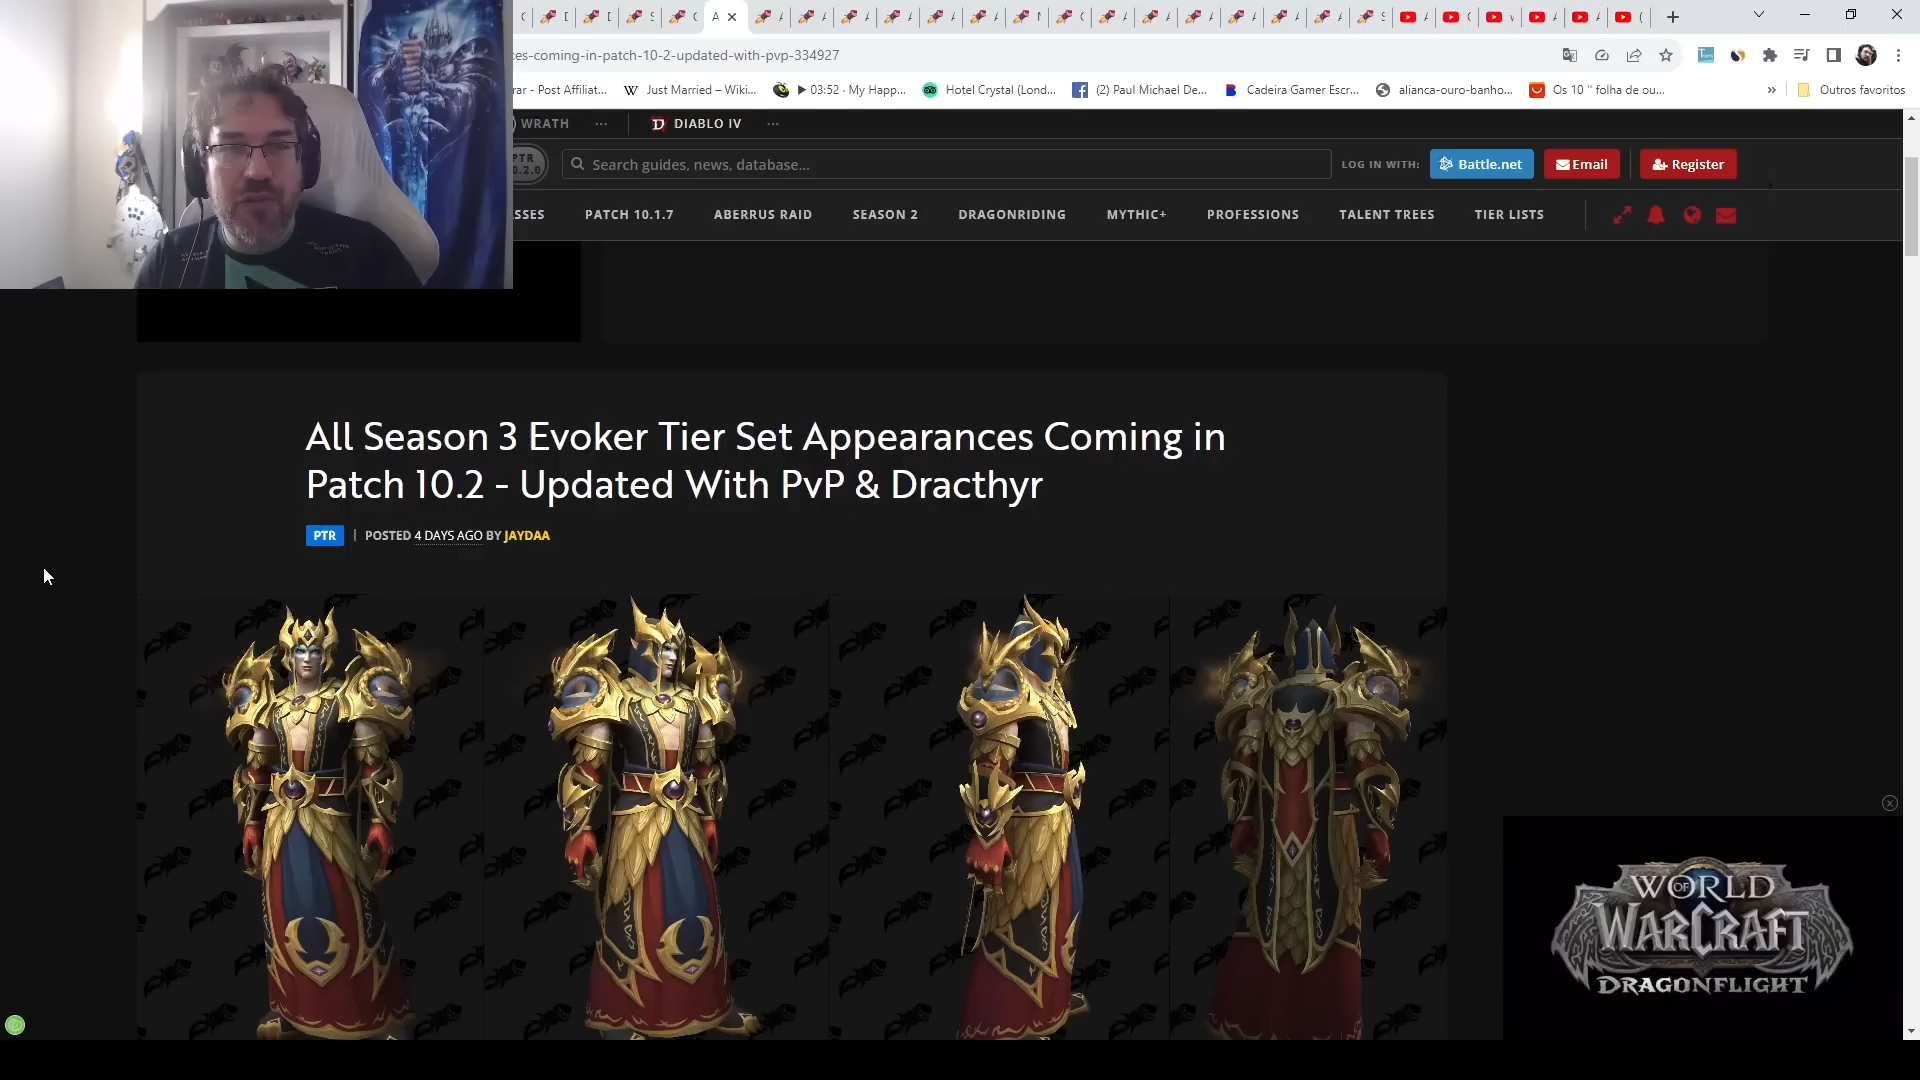 ces-coming-in-patch-10-2-updated-with-pvp-334927
rar - Post Affiliat...
Just Married – Wiki...
03:52 · My Happ...
Hotel Crystal (Lond...
(2) Paul Michael De...
Cadeira Gamer Escr...
alianca-ouro-banho...
Os 10 " folha de ou...
»
Outros favoritos
WRATH
DIABLO IV
PTR
Search guides, news, database...
LOG IN WITH:
Battle.net
Email
Register
SSES
PATCH 10.1.7
ABERRUS RAID
SEASON 2
DRAGONRIDING
MYTHIC+
PROFESSIONS
TALENT TREES
TIER LISTS
All Season 3 Evoker Tier Set Appearances Coming in
Patch 10.2 - Updated With PvP & Dracthyr
PTR | POSTED 4 DAYS AGO BY JAYDAA
WORLD
OF
WARCRAFT
DRAGONFLIGHT